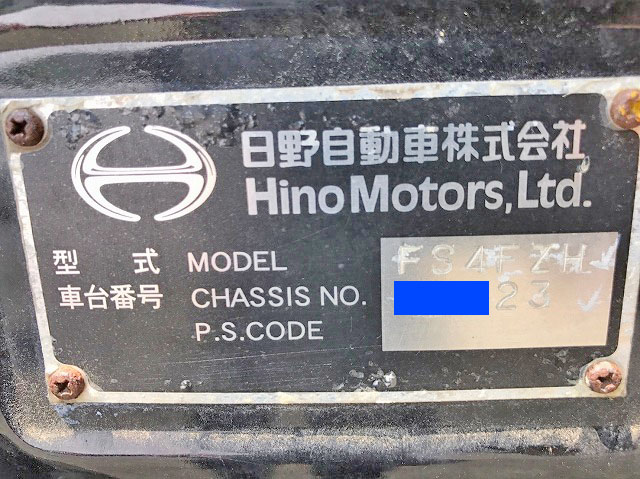 日野自動車株式会社
Hino Motors, Ltd.
型 式 MODEL FS4FZH
車台番号 CHASSIS NO. 23
P.S.CODE